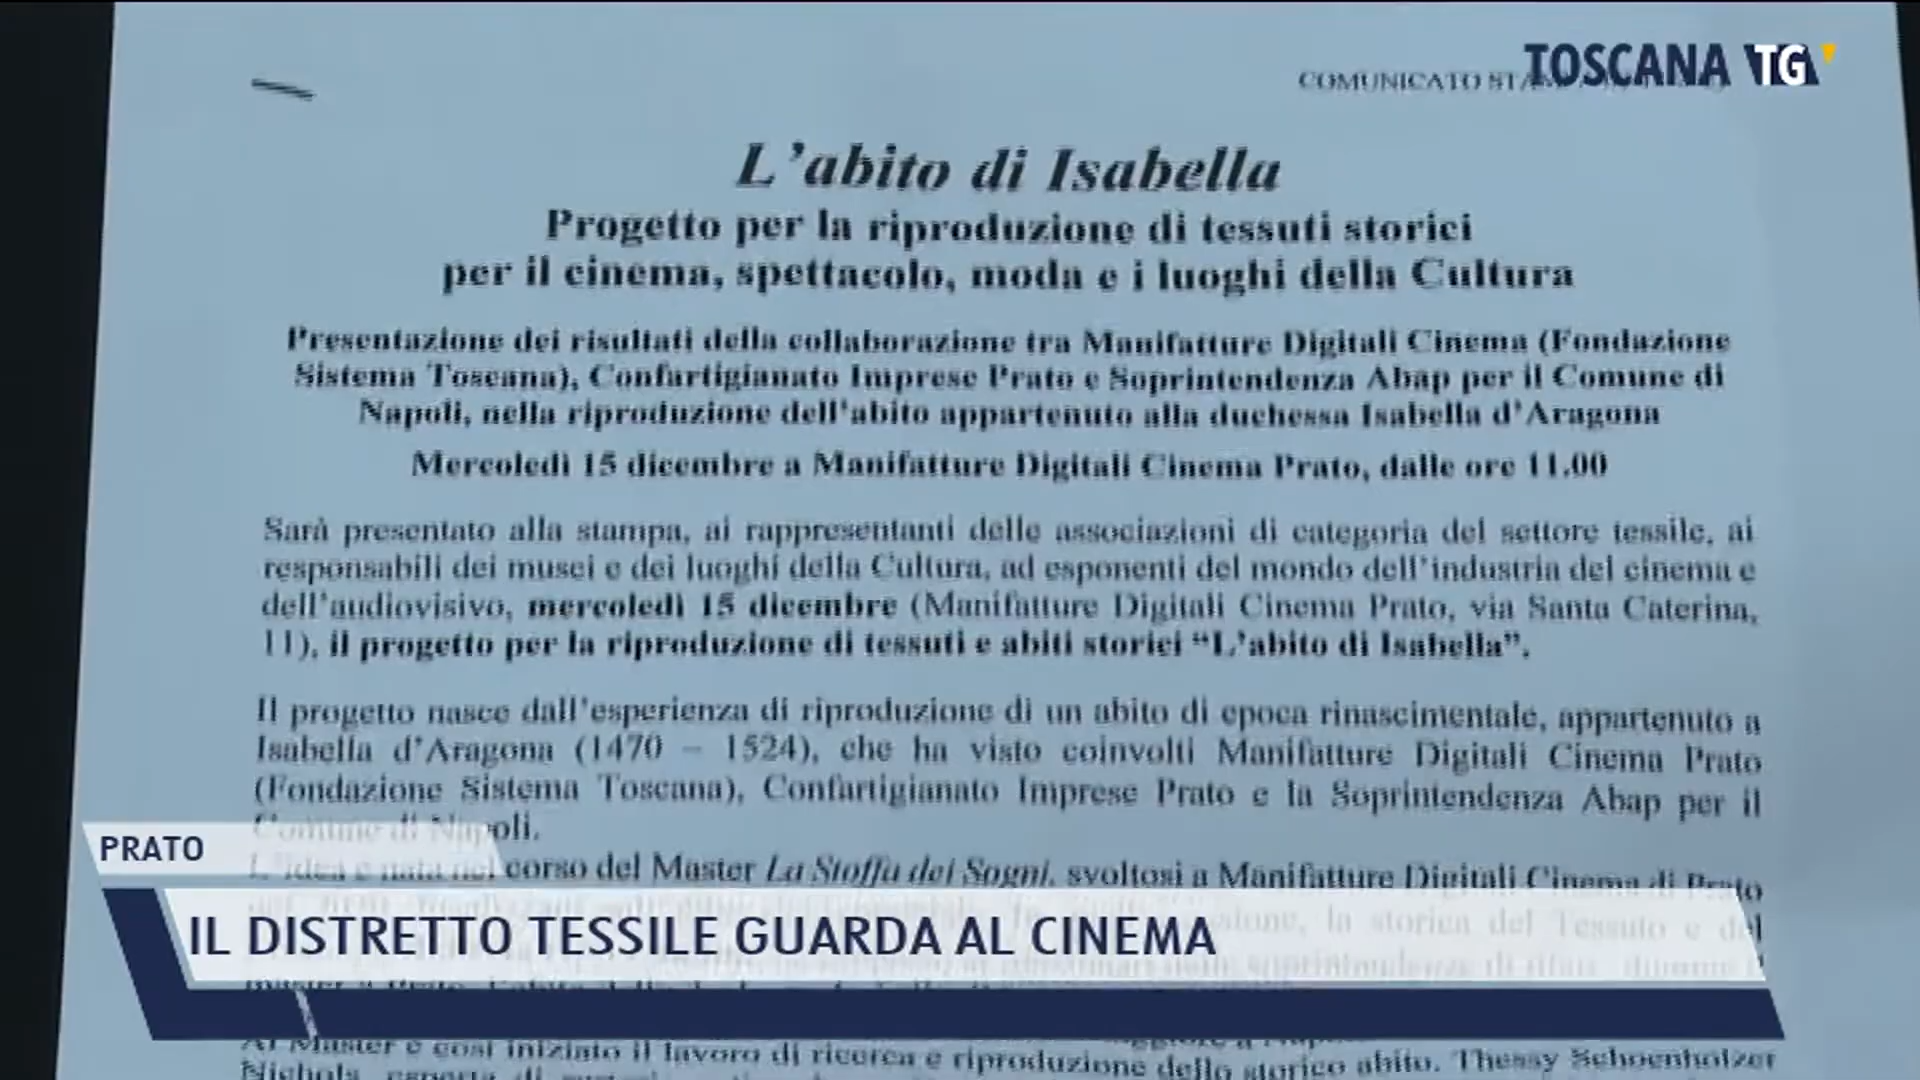 TOSCANA TG
COMUNICATO
L'abito di Isabella
Progetto per la riproduzione di tessuti storici
per il cinema, spettacolo, moda e i luoghi della Cultura
Presentazione dei risultati della collaborazione tra Manifatture Digitali Cinema (Fondazione
Sistema Toscana), Confartigianato Imprese Prato e Soprintendenza Abap per il Comune di
Napoli, nella riproduzione dell'abito appartenuto alla duchessa Isabella d'Aragona
Mercoledì 15 dicembre a Manifatture Digitali Cinema Prato, dalle ore 11.00
Sarà presentato alla stampa, ai rappresentanti delle associazioni di categoria del settore tessile, ai
responsabili dei musei e dei luoghi della Cultura, ad esponenti del mondo dell'industria del cinema e
dell'audiovisivo, mercoledì 15 dicembre (Manifatture Digitali Cinema Prato, via Santa Caterina,
11), il progetto per la riproduzione di tessuti e abiti storici “L'abito di Isabella”.
Il progetto nasce dall'esperienza di riproduzione di un abito di epoca rinascimentale, appartenuto a
Isabella d'Aragona (1470 – 1524), che ha visto coinvolti Manifatture Digitali Cinema Prato
(Fondazione Sistema Toscana), Confartigianato Imprese Prato e la Soprintendenza Abap per il
Comune di Napoli.
L'idea è nata nel corso del Master La Stoffa dei Sogni, svoltosi a Manifatture Digitali Cinema di Prato
la storica del Tessuto e del
PRATO
IL DISTRETTO TESSILE GUARDA AL CINEMA
Al Master è così iniziato il lavoro di ricerca e riproduzione dello storico abito. Thessy Schoenholzer
Nichols, esperta di